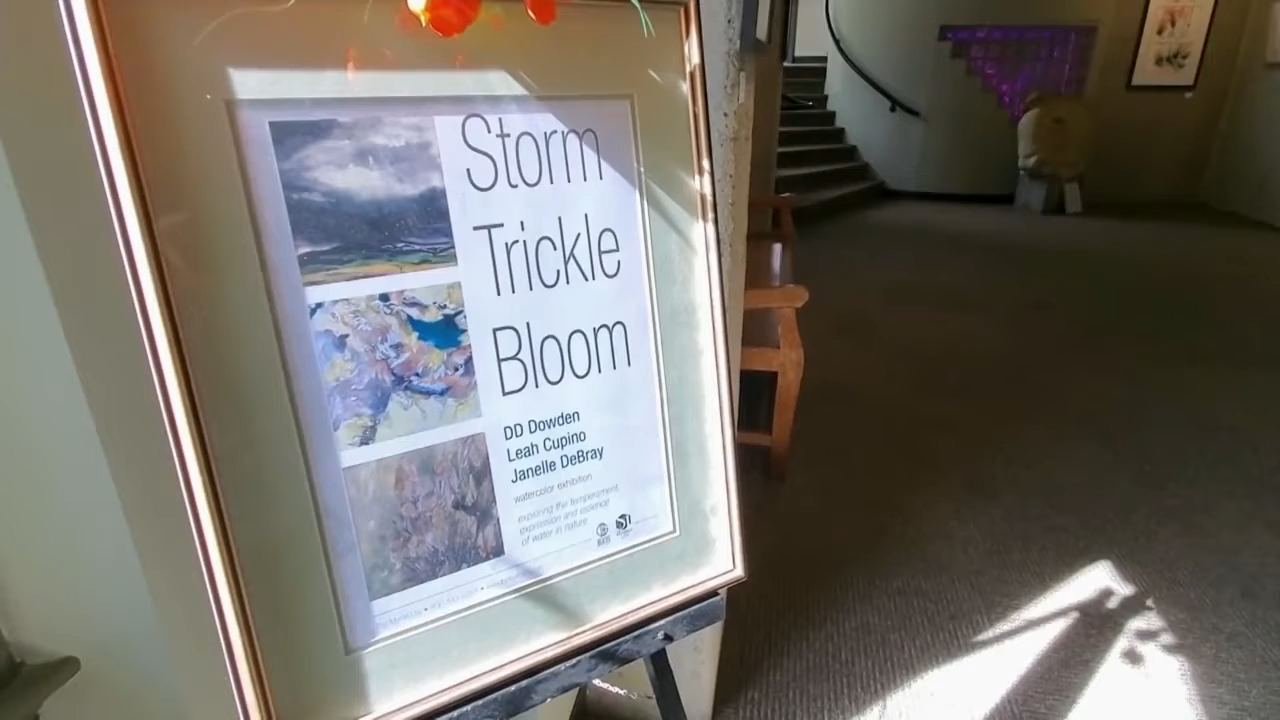 Storm
Trickle
Bloom
DD Dowden
Leah Cupino
Janelle DeBray
watercolor exhibition
exploring the temperament,
expression and essence
of water in nature